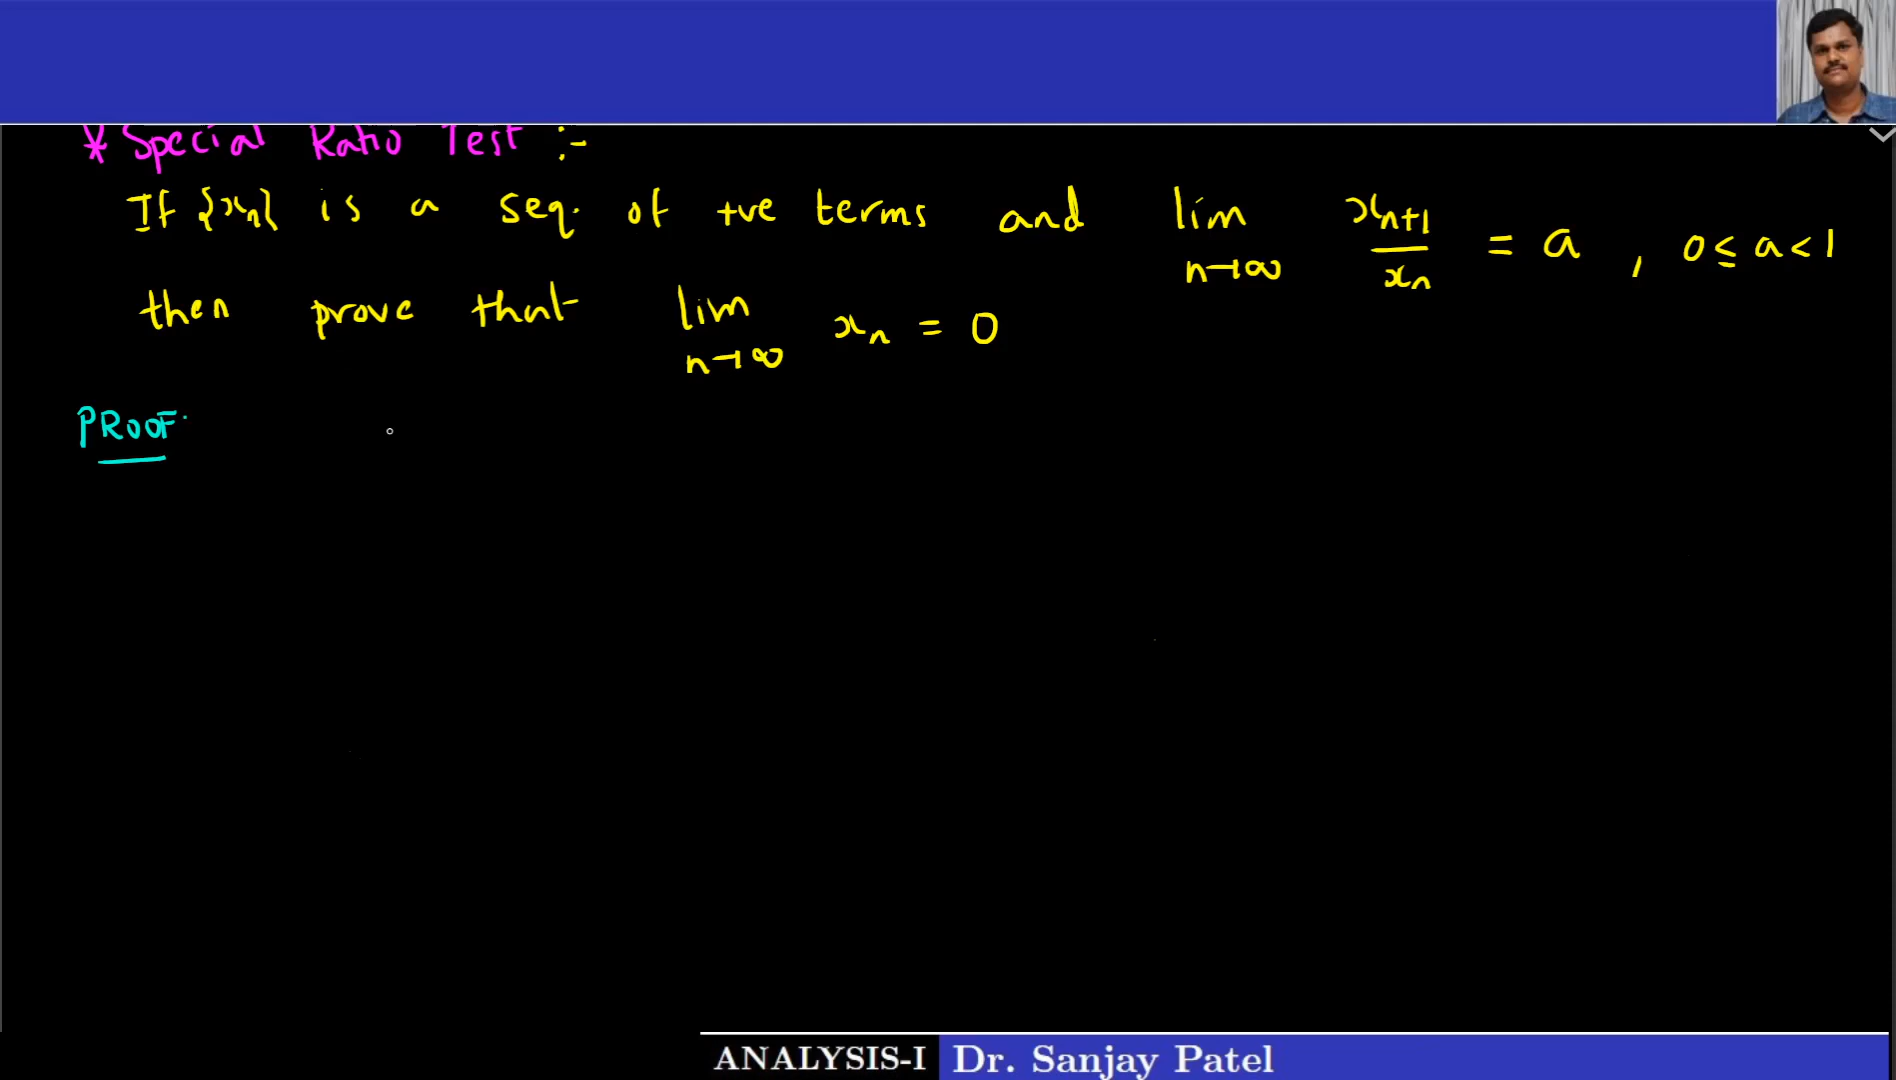 * Special Ratio Test :-
If {xn} is a seq. of +ve terms and lim n→∞ xn+1/xn = a , 0 ≤ a < 1
then prove that lim n→∞ xn = 0
PROOF.
ANALYSIS-I Dr. Sanjay Patel